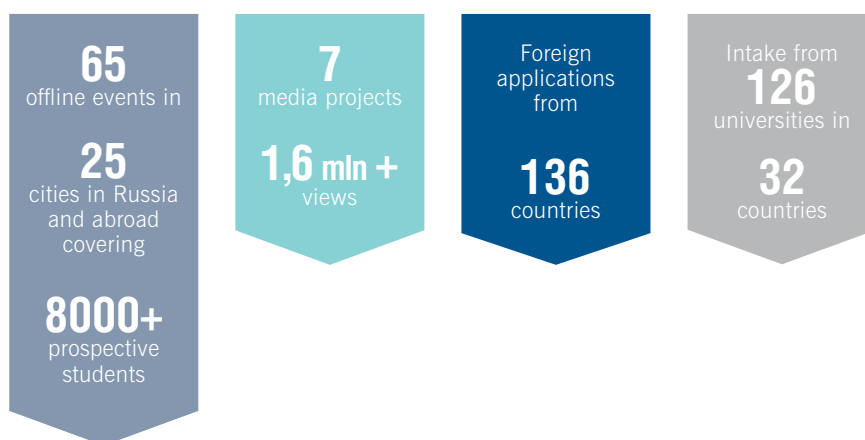 65
offline events in
25
cities in Russia
and abroad
covering
8000+
prospective
students
7
media projects
1,6 mln +
views
Foreign
applications
from
136
countries
Intake from
126
universities in
32
countries